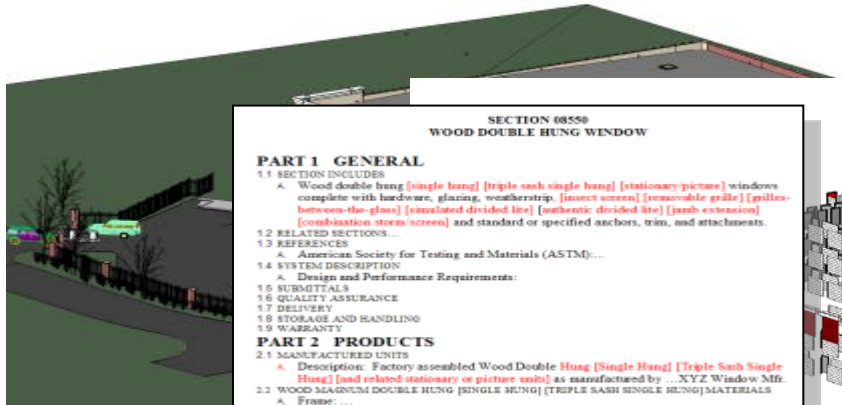 SECTION 08550
WOOD DOUBLE HUNG WINDOW
PART 1 GENERAL
1.1 SECTION INCLUDES
A. Wood double hung [single hung] [triple sash single hung] [stationary/picture] windows
complete with hardware, glazing, weatherstrip, [insect screen] [removable grille] [grilles-
between-the-glass] [simulated divided lite] [authentic divided lite] [jamb extension]
[combination storm/screen] and standard or specified anchors, trim, and attachments.
1.2 RELATED SECTIONS...
1.3 REFERENCES
A. American Society for Testing and Materials (ASTM):...
1.4 SYSTEM DESCRIPTION
A. Design and Performance Requirements:
1.5 SUBMITTALS
1.6 QUALITY ASSURANCE
1.7 DELIVERY
1.8 STORAGE AND HANDLING
1.9 WARRANTY
PART 2 PRODUCTS
2.1 MANUFACTURED UNITS
A. Description: Factory assembled Wood Double Hung [Single Hung] [Triple Sash Single
Hung] [and related stationary or picture units] as manufactured by ...XYZ Window Mfr.
2.2 WOOD MAGNUM DOUBLE HUNG [SINGLE HUNG] [TRIPLE SASH SINGLE HUNG] MATERIALS
A. Frame: ...